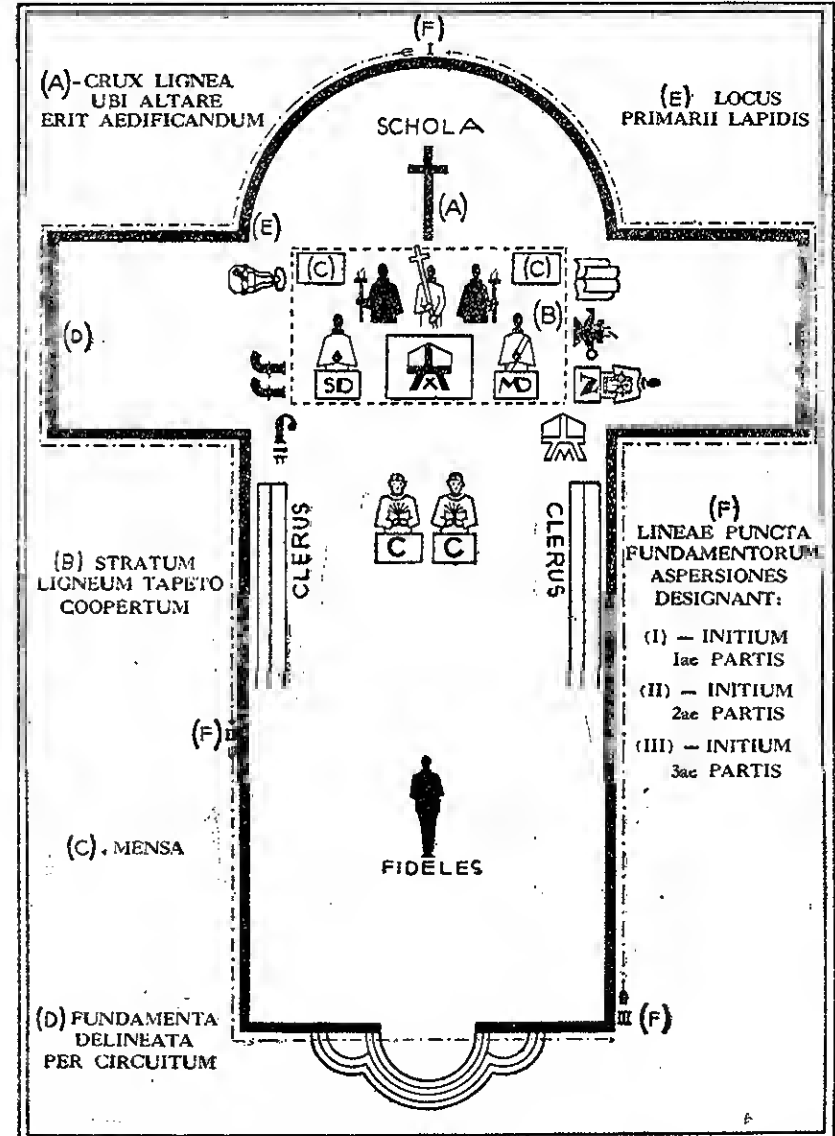 (F)
I
(A)-CRUX LIGNEA
UBI ALTARE
ERIT AEDIFICANDUM
(E) LOCUS
PRIMARII LAPIDIS
SCHOLA
(A)
(E)
(C)
(C)
(B)
(D)
SD
MD
M
CLERUS
C
C
CLERUS
(B) STRATUM
LIGNEUM TAPETO
COOPERTUM
(F)
LINEAE PUNCTA
FUNDAMENTORUM
ASPERSIONES
DESIGNANT:
(I) – INITIUM
1ae PARTIS
(II) – INITIUM
2ae PARTIS
(III) – INITIUM
3ae PARTIS
(F) II
(C). MENSA
FIDELES
(D) FUNDAMENTA
DELINEATA
PER CIRCUITUM
III (F)